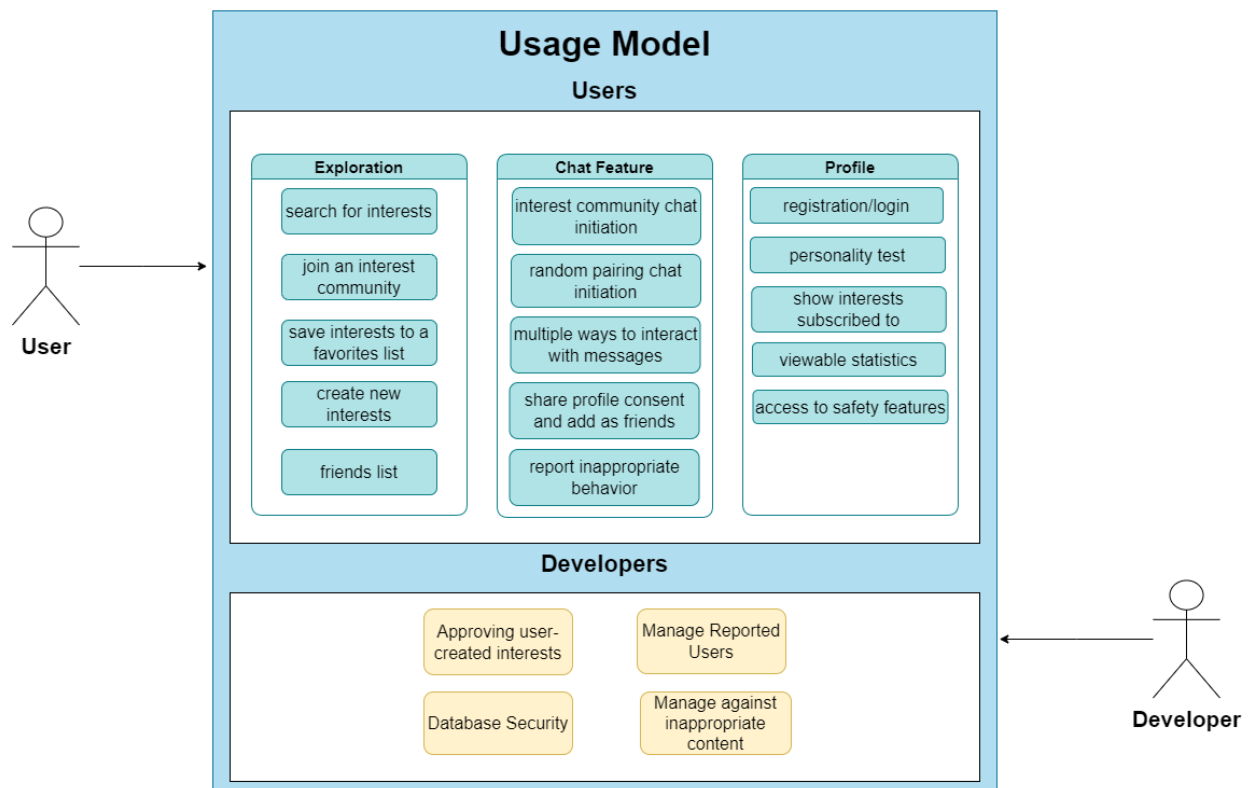 Usage Model
Users
Exploration
search for interests
join an interest
community
save interests to a
favorites list
create new
interests
friends list
Chat Feature
interest community chat
initiation
random pairing chat
initiation
multiple ways to interact
with messages
share profile consent
and add as friends
report inappropriate
behavior
Profile
registration/login
personality test
show interests
subscribed to
viewable statistics
access to safety features
User
Developers
Approving user-
created interests
Manage Reported
Users
Database Security
Manage against
inappropriate
content
Developer